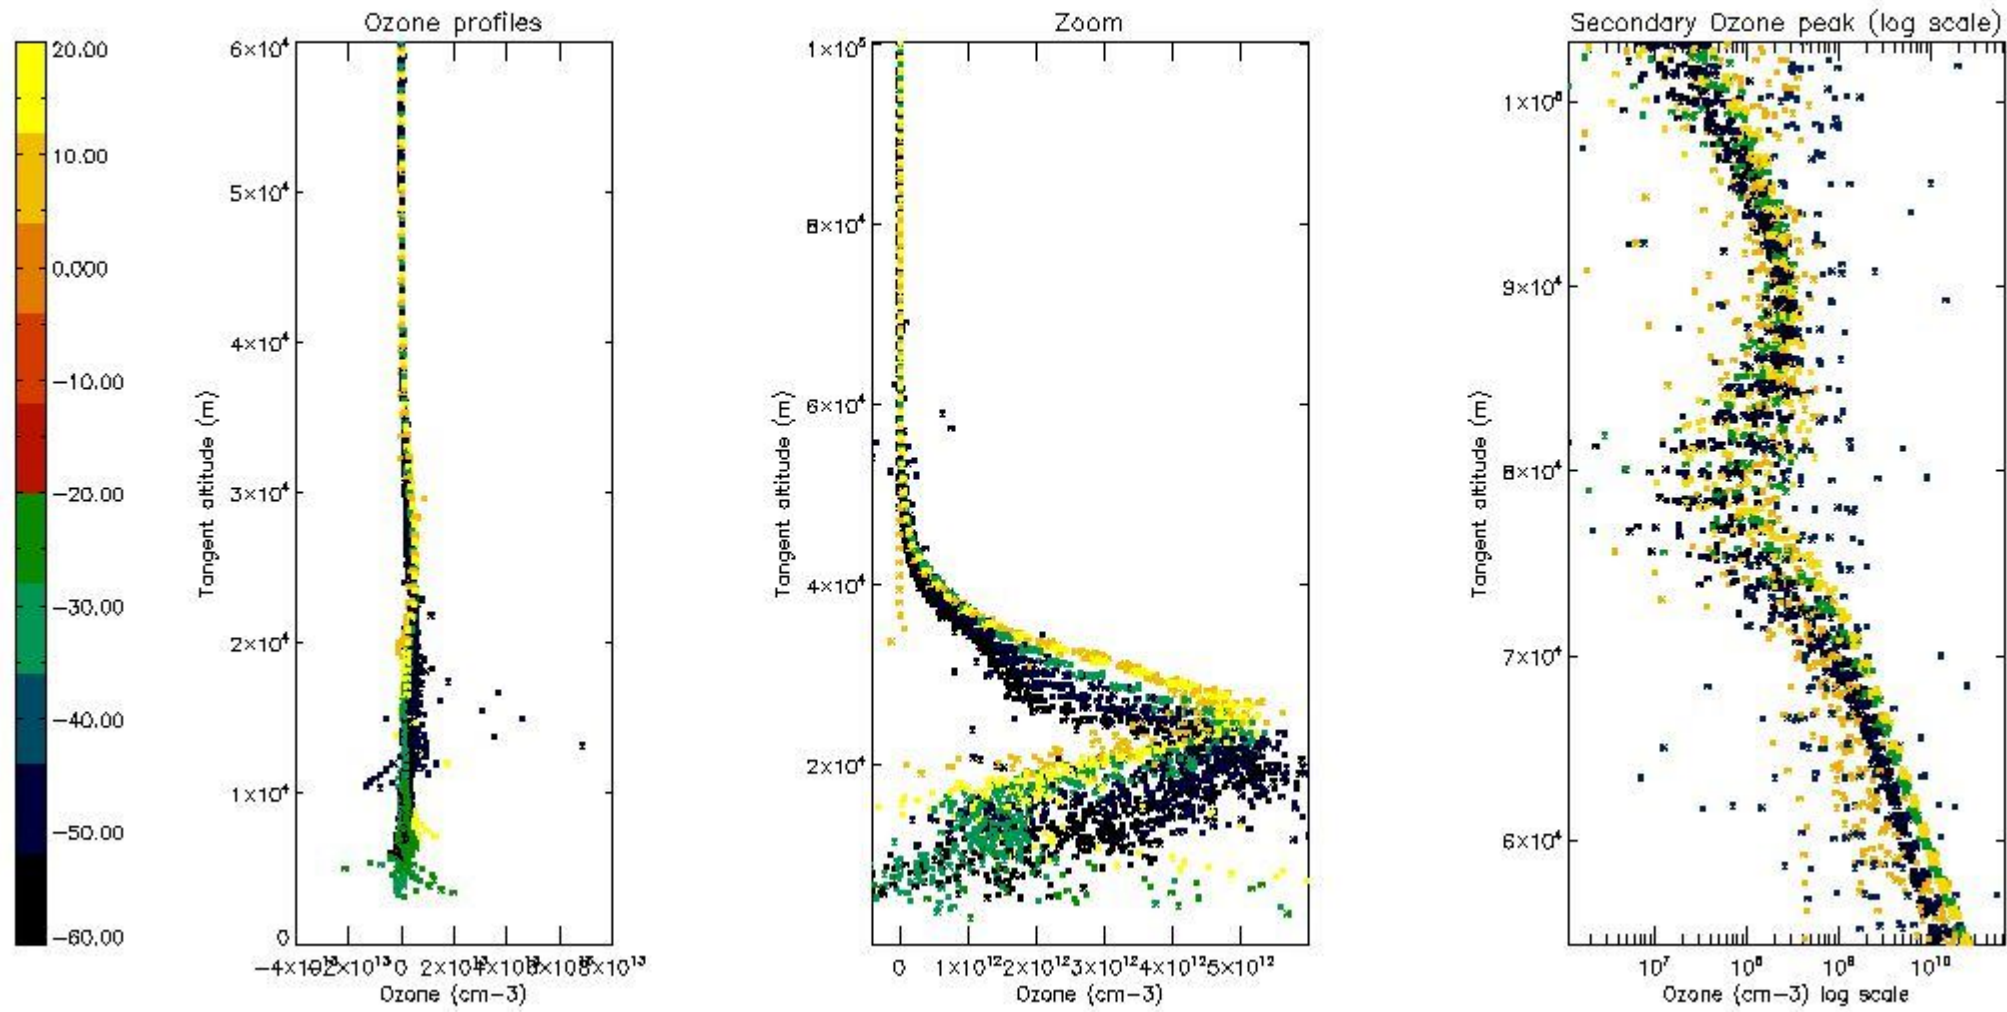 Ozone profiles
Zoom
Secondary Ozone peak (log scale)
20.00
10.00
0.000
−10.00
−20.00
−30.00
−40.00
−50.00
−60.00
6×10⁴
5×10⁴
4×10⁴
3×10⁴
2×10⁴
1×10⁴
0
Tangent altitude (m)
0
Ozone (cm−3)
1×10⁵
8×10⁴
6×10⁴
4×10⁴
2×10⁴
Tangent altitude (m)
0 1×10¹² 2×10¹² 3×10¹² 4×10¹² 5×10¹²
Ozone (cm−3)
1×10⁵
9×10⁴
8×10⁴
7×10⁴
6×10⁴
Tangent altitude (m)
10⁷ 10⁸ 10⁹ 10¹⁰
Ozone (cm−3) log scale